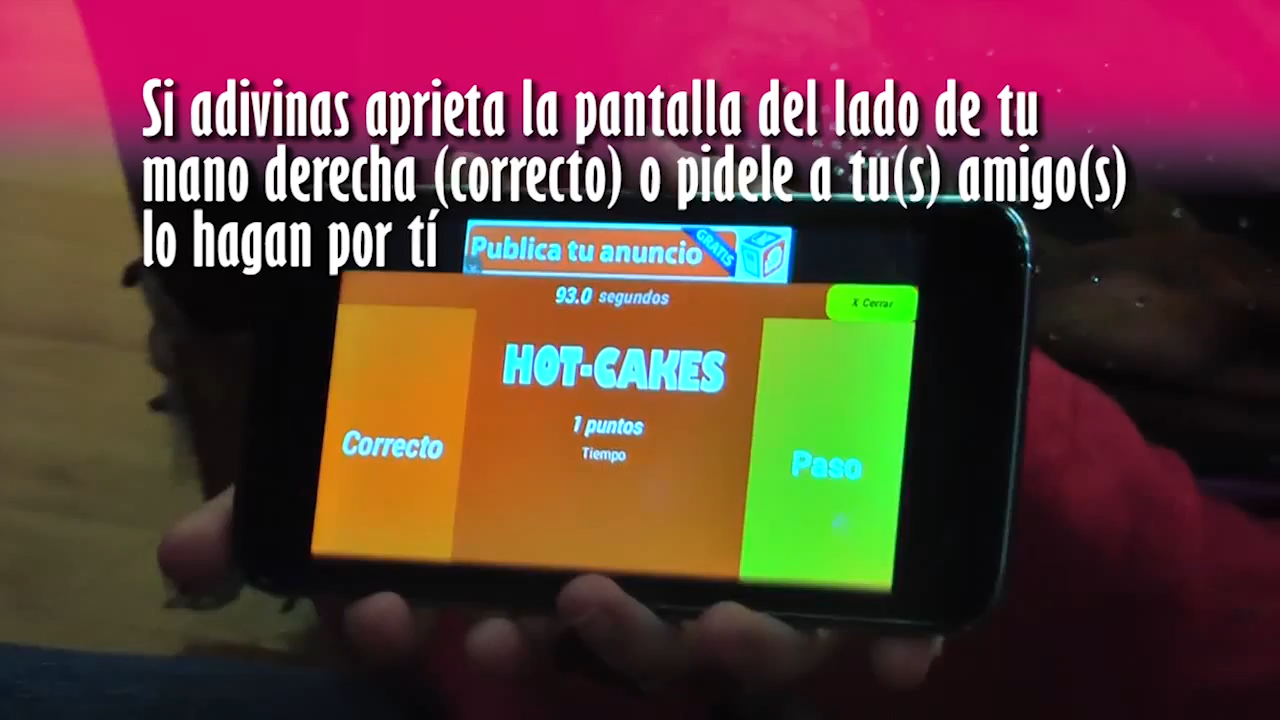 Si adivinas aprieta la pantalla del lado de tu
mano derecha (correcto) o pidele a tu(s) amigo(s)
lo hagan por tí
Publica tu anuncio GRATIS
93.0 segundos
X Cerrar
HOT-CAKES
1 puntos
Tiempo
Correcto
Paso